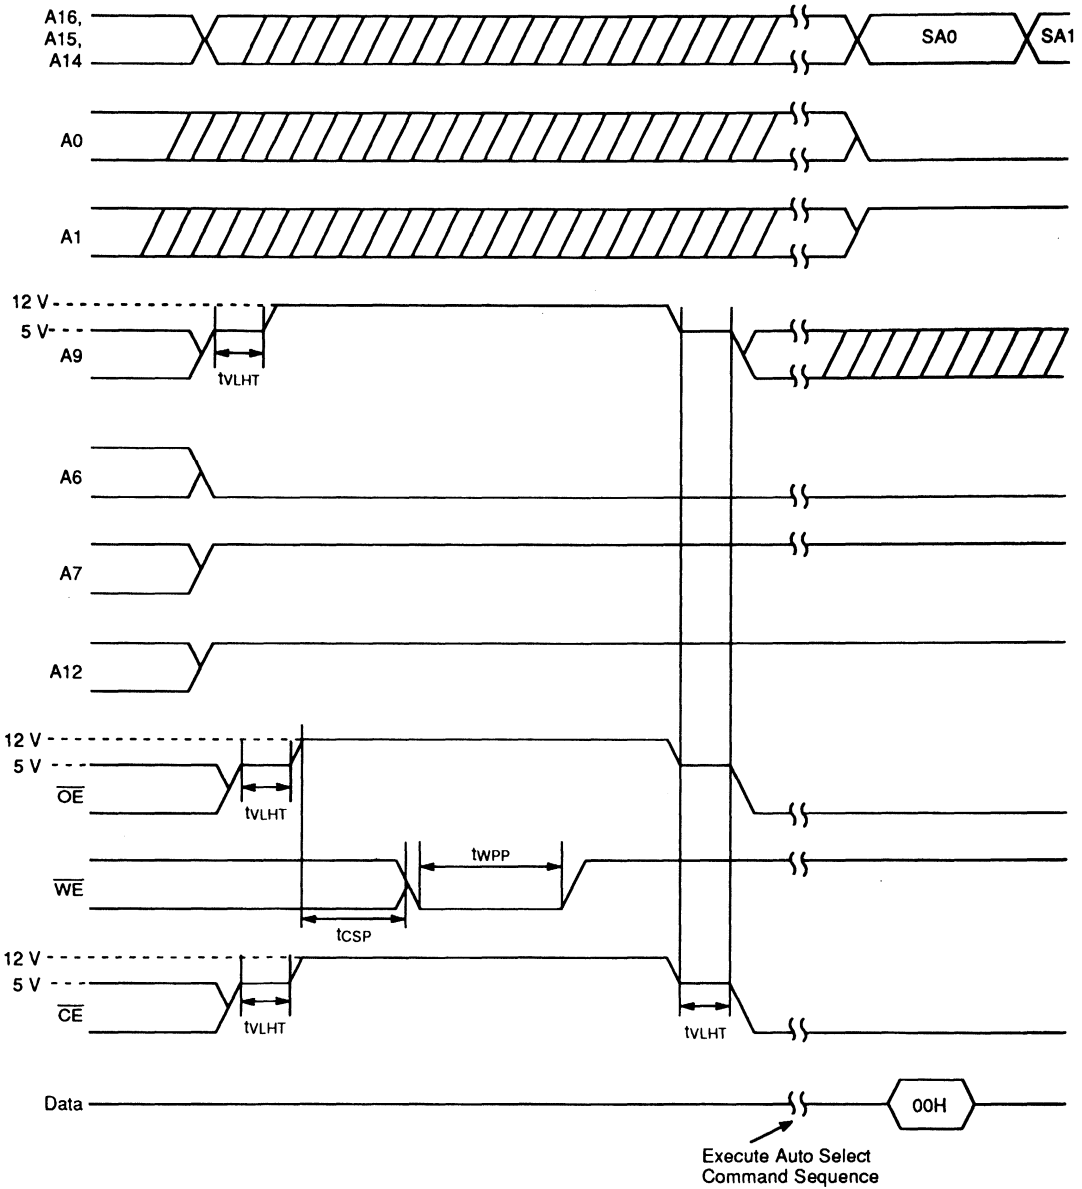 A16,
A15,
A14
SA0
SA1
A0
A1
12 V
5 V
A9
tVLHT
A6
A7
A12
12 V
5 V
OE
tVLHT
tWPP
WE
tCSP
12 V
5 V
CE
tVLHT
tVLHT
Data
00H
Execute Auto Select
Command Sequence